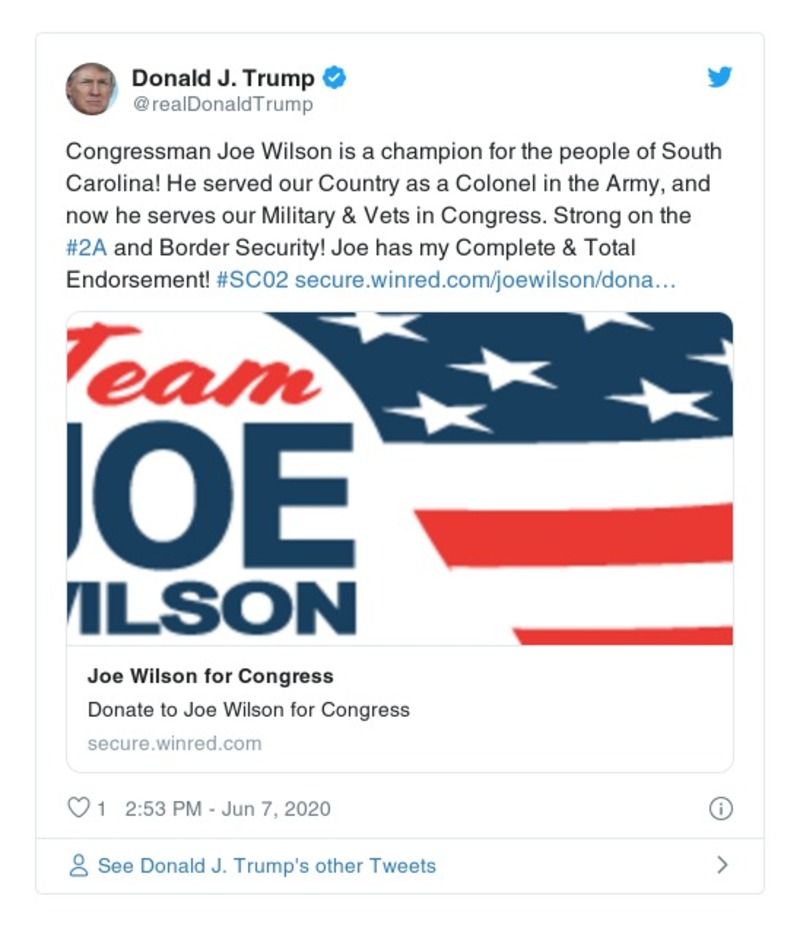 Donald J. Trump
@realDonaldTrump
Congressman Joe Wilson is a champion for the people of South
Carolina! He served our Country as a Colonel in the Army, and
now he serves our Military & Vets in Congress. Strong on the
#2A and Border Security! Joe has my Complete & Total
Endorsement! #SC02 secure.winred.com/joewilson/dona…
Team
JOE
WILSON
Joe Wilson for Congress
Donate to Joe Wilson for Congress
secure.winred.com
1 2:53 PM - Jun 7, 2020
See Donald J. Trump's other Tweets